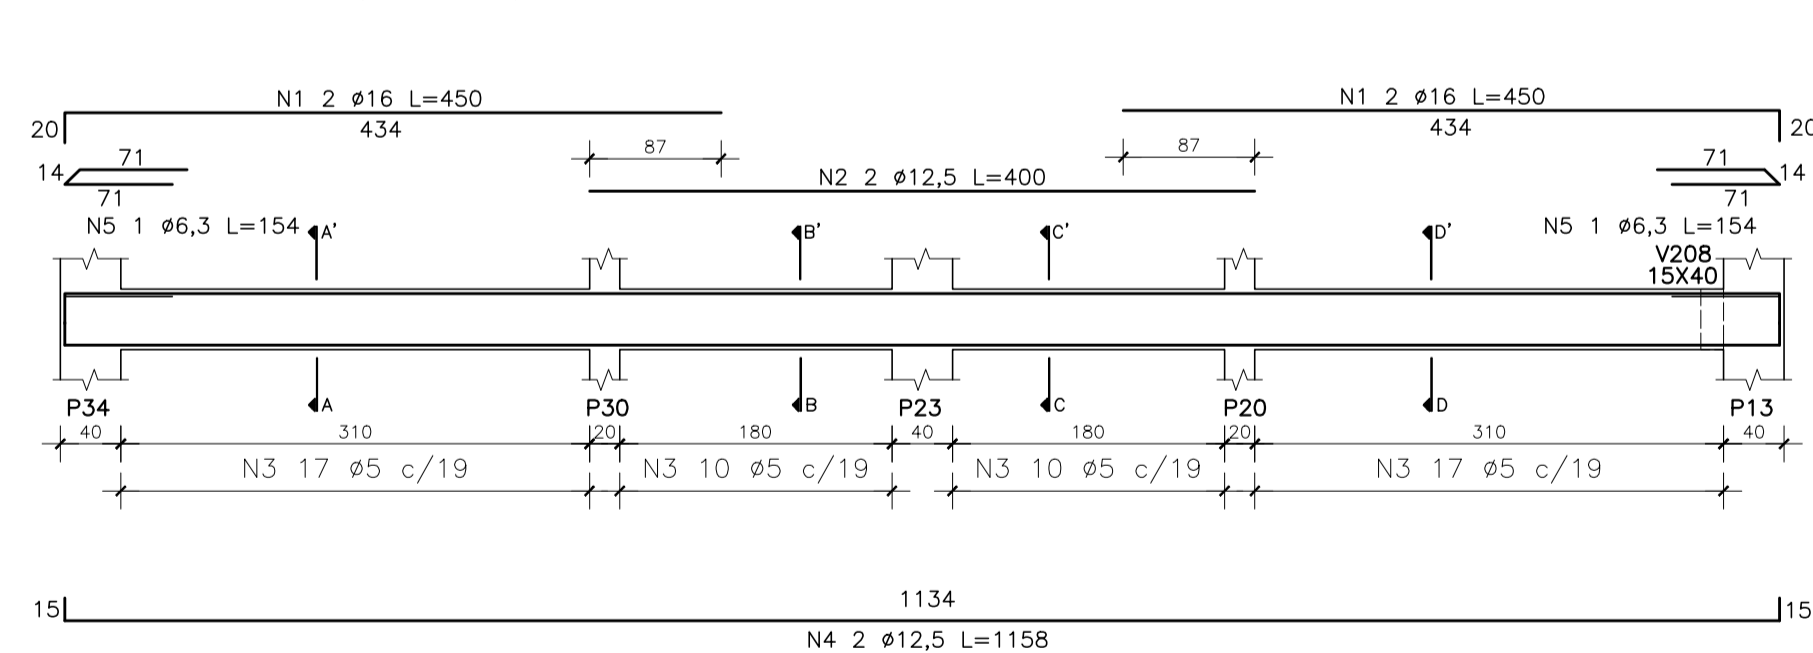 N1 2 ø16 L=450
N1 2 ø16 L=450
20
434
434
20
87
87
71
71
14
14
N2 2 ø12,5 L=400
71
71
N5 1 ø6,3 L=154
N5 1 ø6,3 L=154
A'
B'
C'
D'
V208
15X40
A
B
C
D
P34
P30
P23
P20
P13
40
310
20
180
40
180
20
310
40
N3 17 ø5 c/19
N3 10 ø5 c/19
N3 10 ø5 c/19
N3 17 ø5 c/19
15
1134
15
N4 2 ø12,5 L=1158